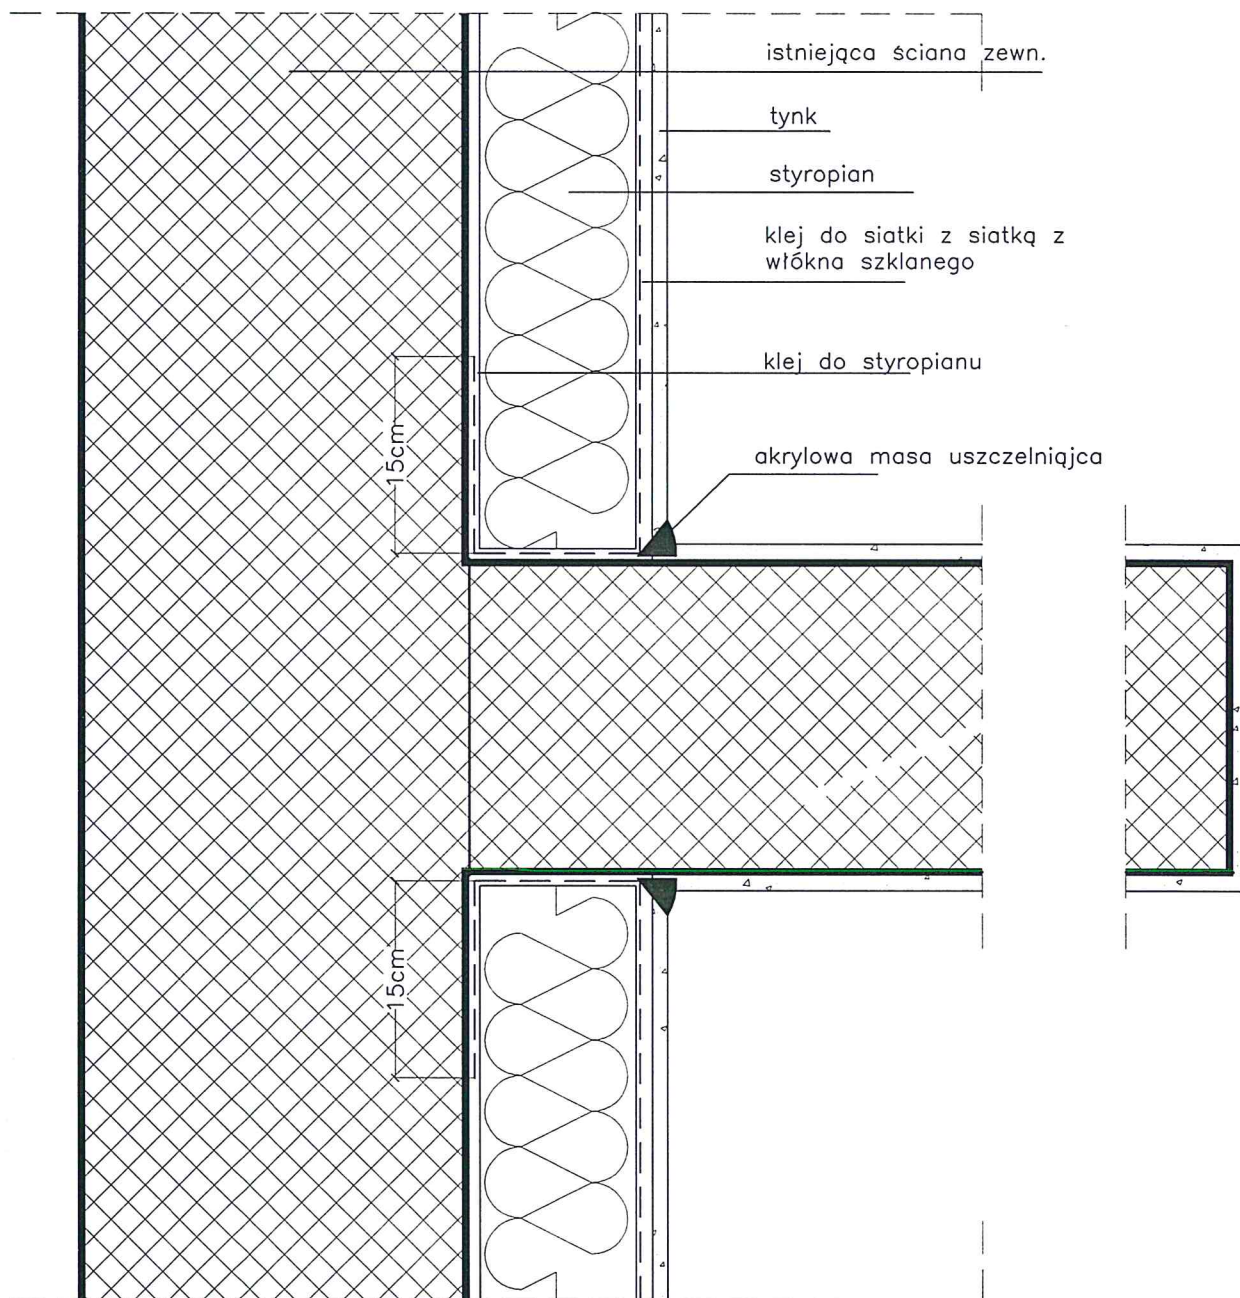 istniejąca ściana zewn.
tynk
styropian
klej do siatki z siatką z
włókna szklanego
klej do styropianu
15cm
akrylowa masa uszczelniąjca
15cm